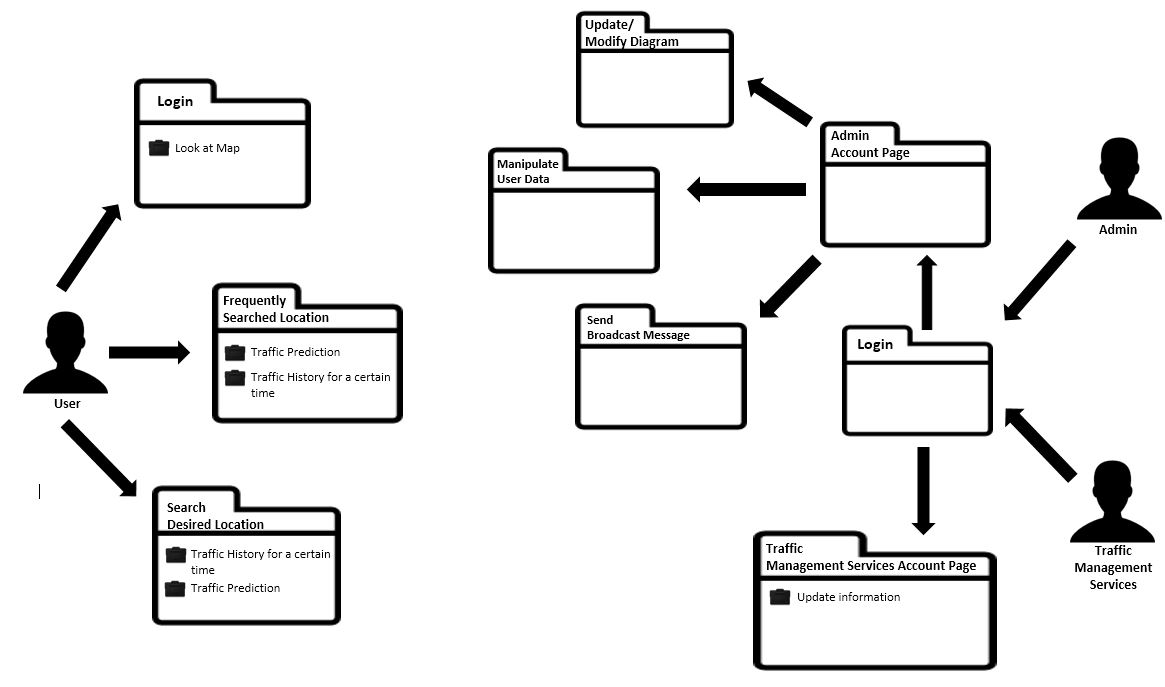 Login
Look at Map
User
Frequently
Searched Location
Traffic Prediction
Traffic History for a certain
time
Search
Desired Location
Traffic History for a certain
time
Traffic Prediction
Update/
Modify Diagram
Manipulate
User Data
Send
Broadcast Message
Admin
Account Page
Admin
Login
Traffic
Management
Services
Traffic
Management Services Account Page
Update information